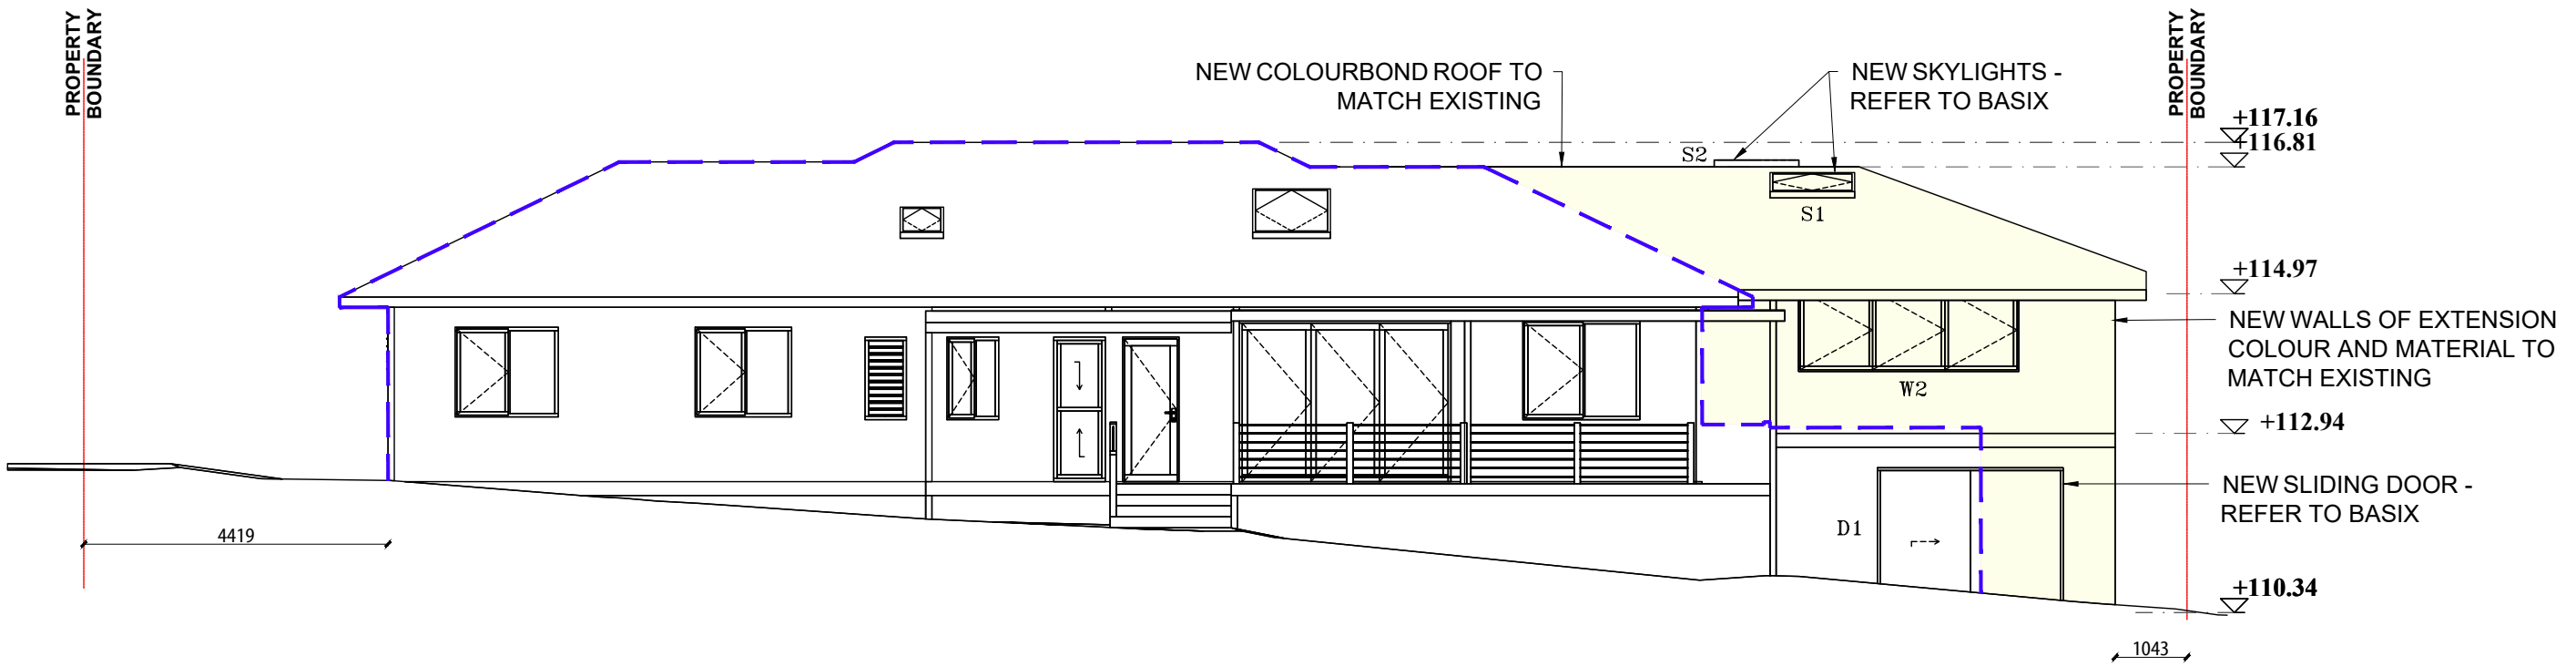 PROPERTY
BOUNDARY
NEW COLOURBOND ROOF TO
MATCH EXISTING
NEW SKYLIGHTS -
REFER TO BASIX
PROPERTY
BOUNDARY
+117.16
+116.81
S2
S1
+114.97
NEW WALLS OF EXTENSION
COLOUR AND MATERIAL TO
MATCH EXISTING
W2
+112.94
NEW SLIDING DOOR -
REFER TO BASIX
D1
4419
+110.34
1043